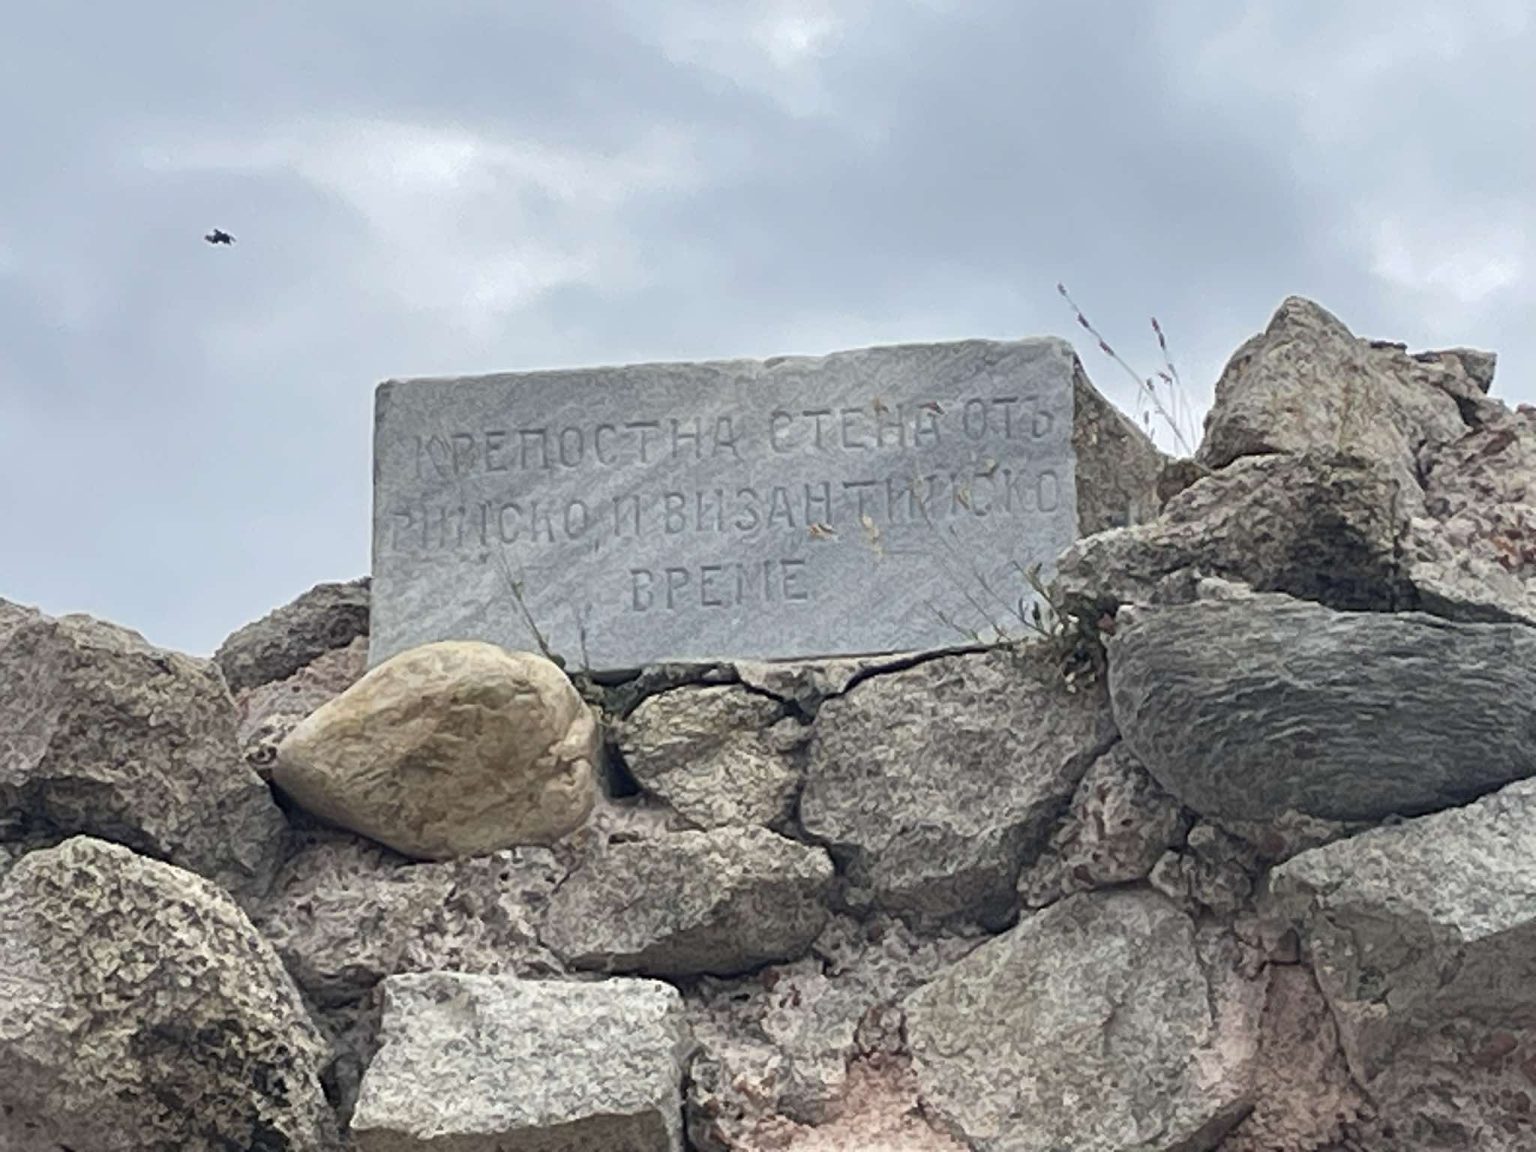 КРЕПОСТНА СТЕНА ОТЪ
РИМСКО И ВИЗАНТИЙСКО
ВРЕМЕ